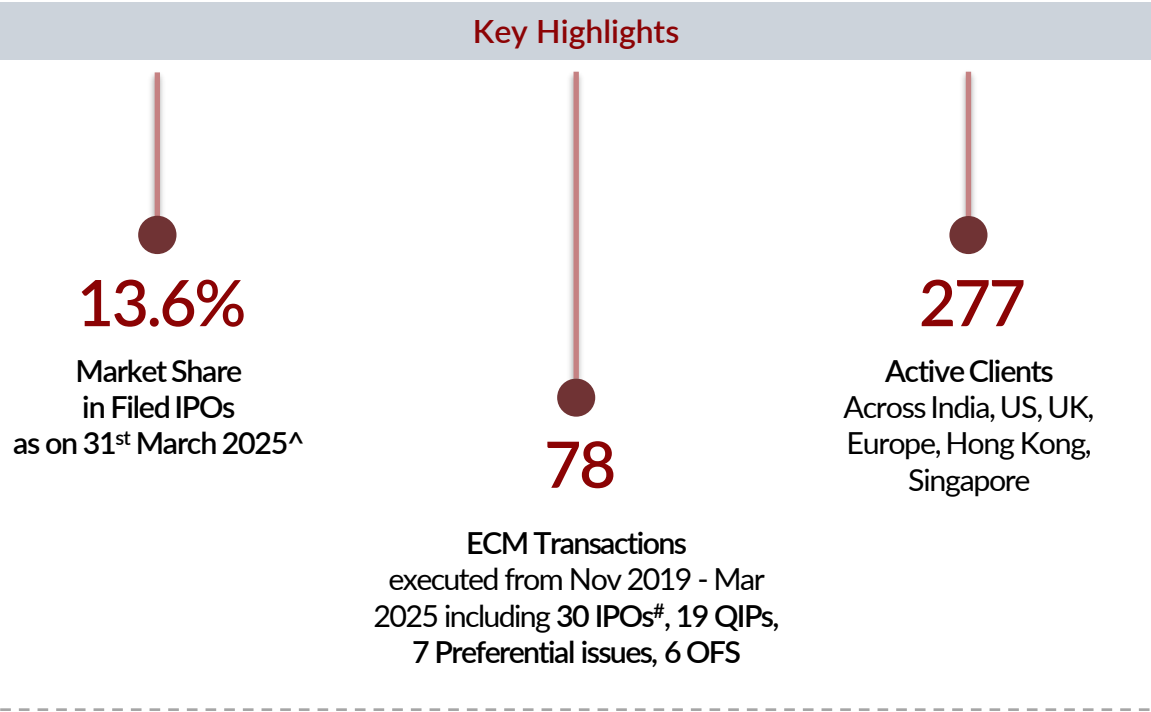 Key Highlights
13.6%
Market Share
in Filed IPOs
as on 31st March 2025^
78
ECM Transactions
executed from Nov 2019 - Mar
2025 including 30 IPOs#, 19 QIPs,
7 Preferential issues, 6 OFS
277
Active Clients
Across India, US, UK,
Europe, Hong Kong,
Singapore